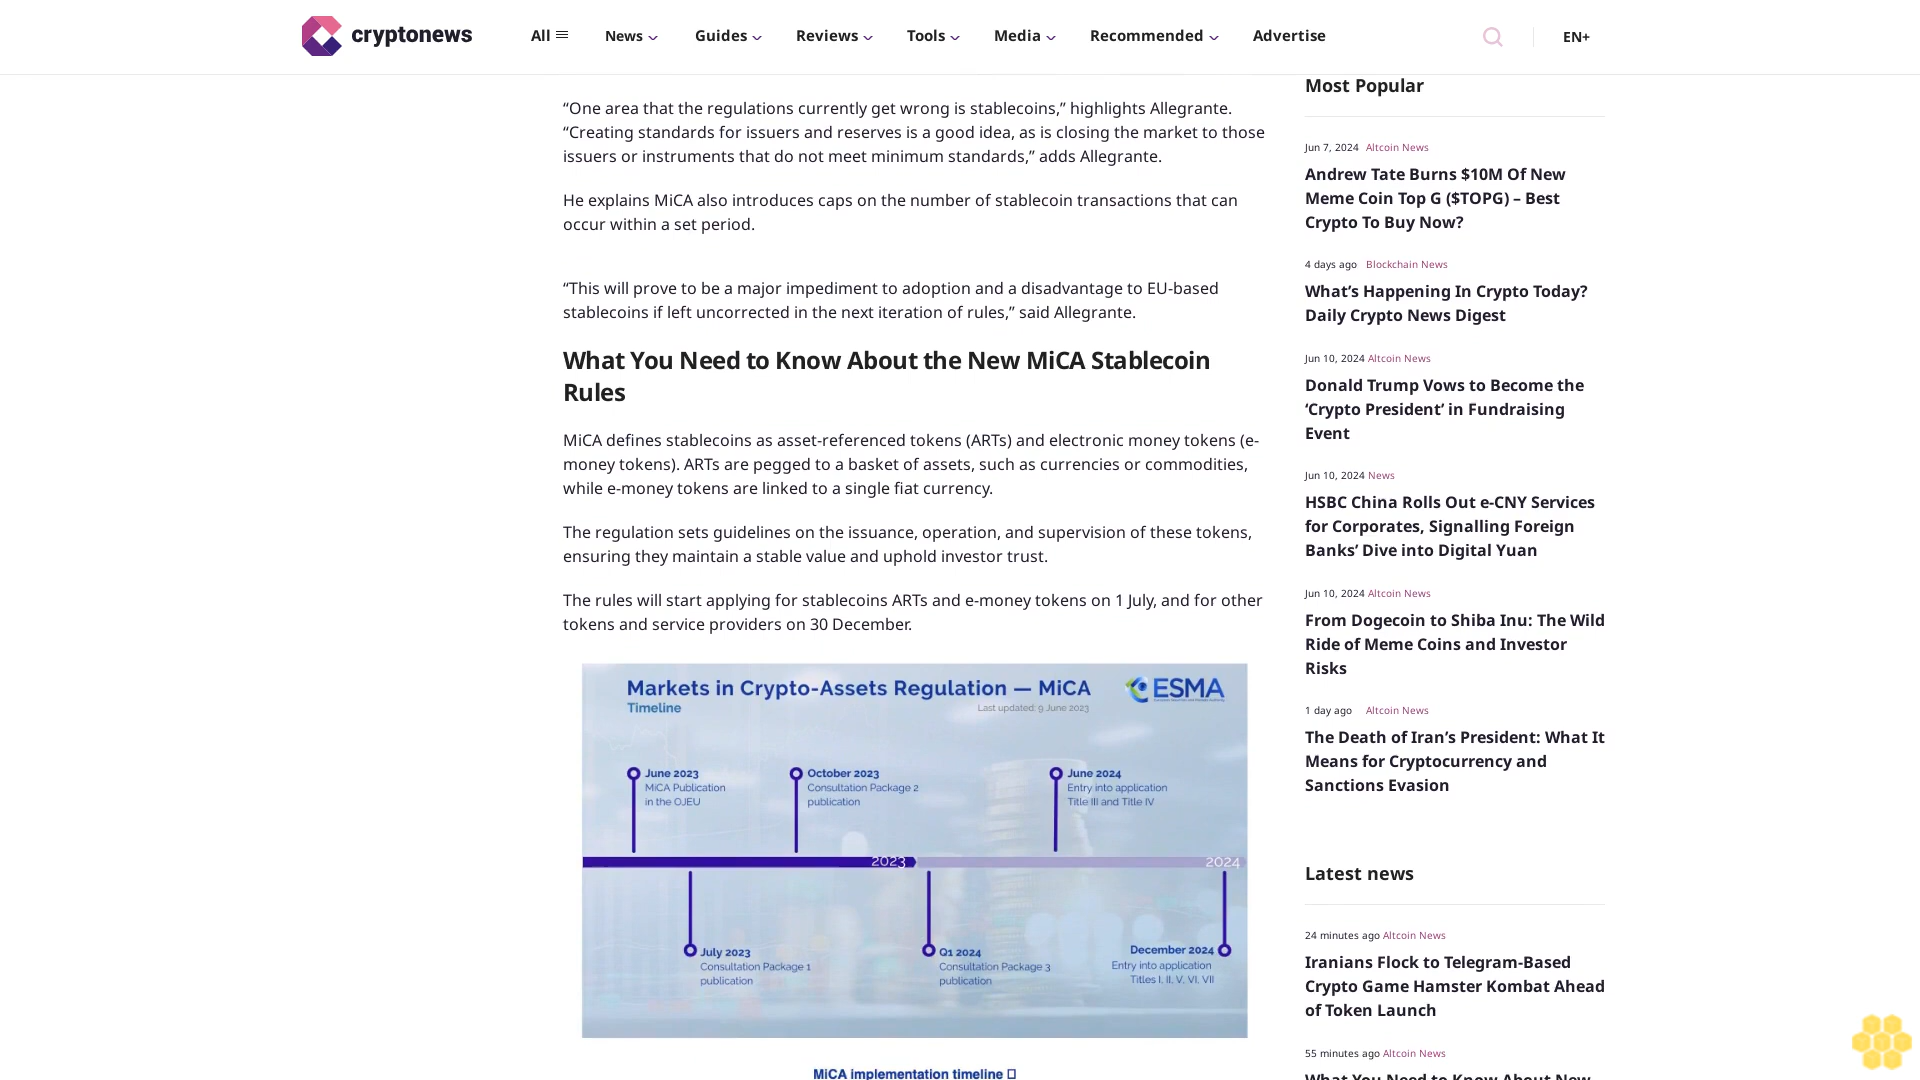 cryptonews
All
News
Guides
Reviews
Tools
Media
Recommended
Advertise
EN+
“One area that the regulations currently get wrong is stablecoins,” highlights Allegrante.
“Creating standards for issuers and reserves is a good idea, as is closing the market to those
issuers or instruments that do not meet minimum standards,” adds Allegrante.
He explains MiCA also introduces caps on the number of stablecoin transactions that can
occur within a set period.
“This will prove to be a major impediment to adoption and a disadvantage to EU-based
stablecoins if left uncorrected in the next iteration of rules,” said Allegrante.
What You Need to Know About the New MiCA Stablecoin
Rules
MiCA defines stablecoins as asset-referenced tokens (ARTs) and electronic money tokens (e-
money tokens). ARTs are pegged to a basket of assets, such as currencies or commodities,
while e-money tokens are linked to a single fiat currency.
The regulation sets guidelines on the issuance, operation, and supervision of these tokens,
ensuring they maintain a stable value and uphold investor trust.
The rules will start applying for stablecoins ARTs and e-money tokens on 1 July, and for other
tokens and service providers on 30 December.
Markets in Crypto-Assets Regulation — MiCA
Timeline
Last updated: 9 June 2023
ESMA
June 2023
MiCA Publication
in the OJEU
October 2023
Consultation Package 2
publication
June 2024
Entry into application
Title III and Title IV
2023
2024
July 2023
Consultation Package 1
publication
Q1 2024
Consultation Package 3
publication
December 2024
Entry into application
Titles I, II, V, VI, VII
MiCA implementation timeline
Most Popular
Jun 7, 2024 Altcoin News
Andrew Tate Burns $10M Of New
Meme Coin Top G ($TOPG) – Best
Crypto To Buy Now?
4 days ago Blockchain News
What’s Happening In Crypto Today?
Daily Crypto News Digest
Jun 10, 2024 Altcoin News
Donald Trump Vows to Become the
‘Crypto President’ in Fundraising
Event
Jun 10, 2024 News
HSBC China Rolls Out e-CNY Services
for Corporates, Signalling Foreign
Banks’ Dive into Digital Yuan
Jun 10, 2024 Altcoin News
From Dogecoin to Shiba Inu: The Wild
Ride of Meme Coins and Investor
Risks
1 day ago Altcoin News
The Death of Iran’s President: What It
Means for Cryptocurrency and
Sanctions Evasion
Latest news
24 minutes ago Altcoin News
Iranians Flock to Telegram-Based
Crypto Game Hamster Kombat Ahead
of Token Launch
55 minutes ago Altcoin News
What You Need to Know About New